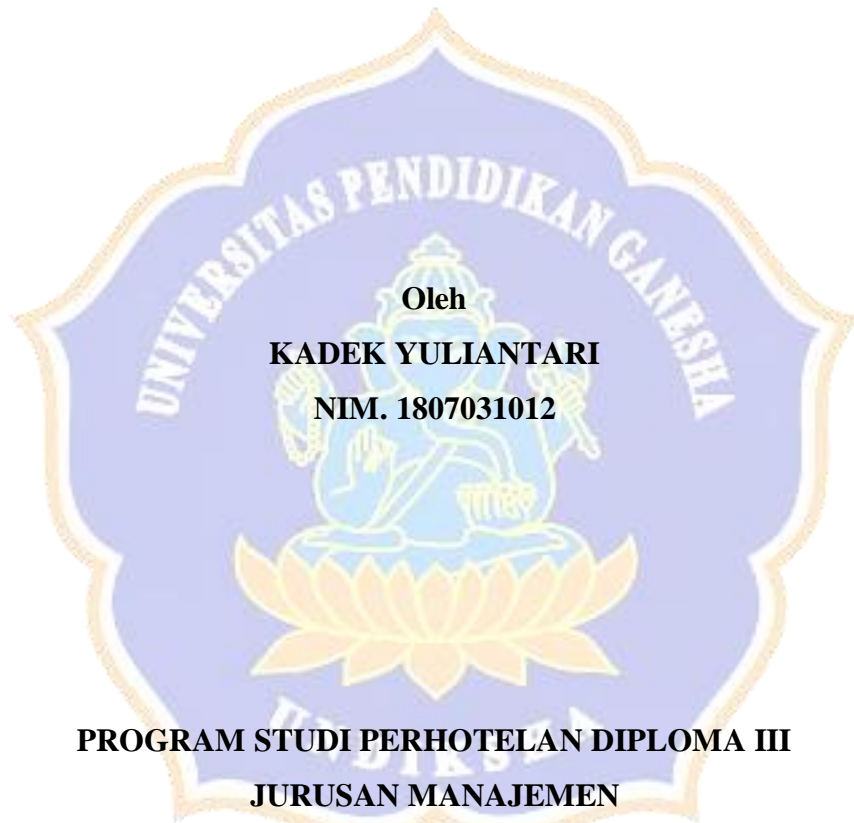 UNIVERSITAS PENDIDIKAN GANESHA
Oleh
KADEK YULIANTARI
NIM. 1807031012
UNDIKSHA
PROGRAM STUDI PERHOTELAN DIPLOMA III
JURUSAN MANAJEMEN